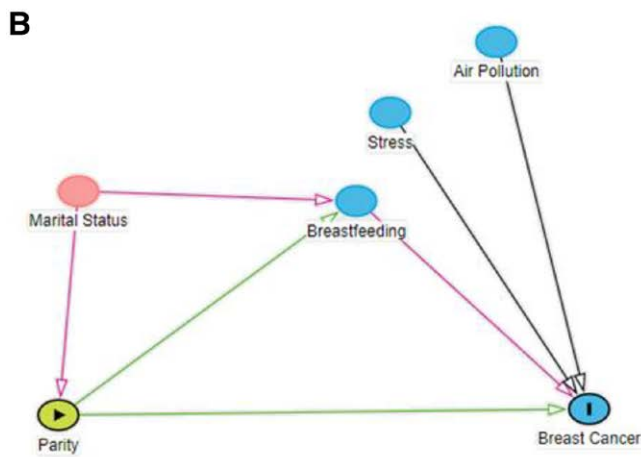 B
Air Pollution
Stress
Marital Status
Breastfeeding
Parity
Breast Cancer